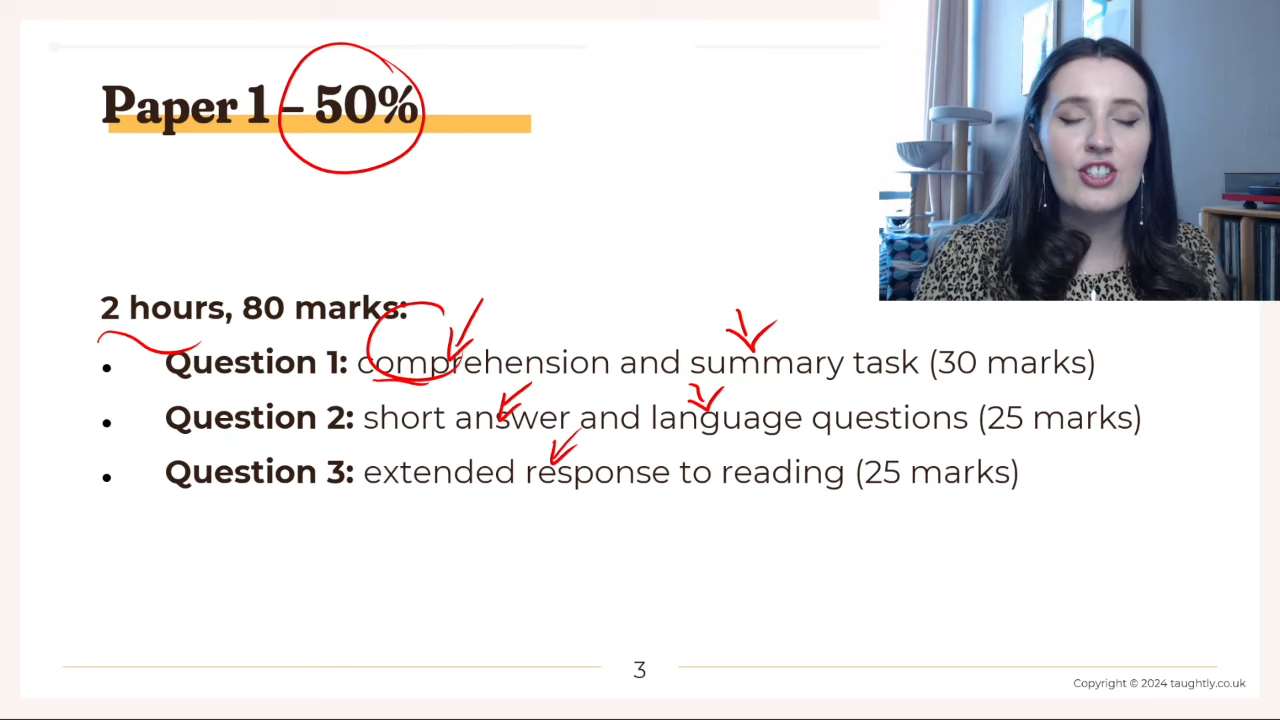 Paper 1 – 50%
2 hours, 80 marks:
• Question 1: comprehension and summary task (30 marks)
• Question 2: short answer and language questions (25 marks)
• Question 3: extended response to reading (25 marks)
3
Copyright © 2024 taughtly.co.uk